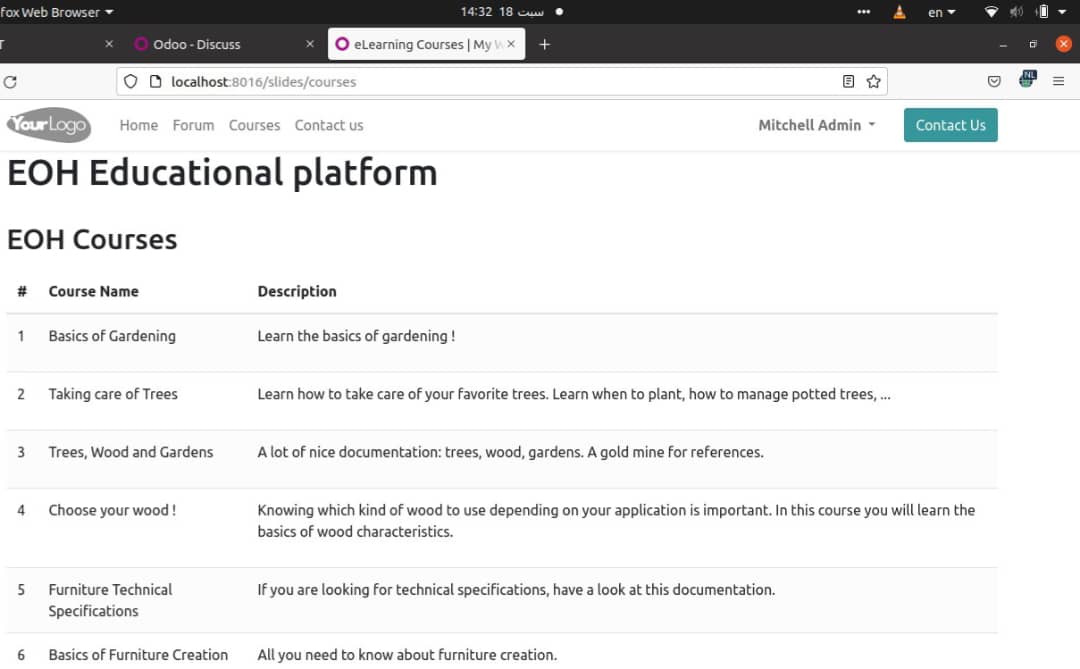 fox Web Browser
14:32 18 سبت
en
T
Odoo - Discuss
eLearning Courses | My W
localhost:8016/slides/courses
NL
YourLogo
Home Forum Courses Contact us Mitchell Admin Contact Us
EOH Educational platform
EOH Courses
# Course Name Description
1 Basics of Gardening Learn the basics of gardening !
2 Taking care of Trees Learn how to take care of your favorite trees. Learn when to plant, how to manage potted trees, ...
3 Trees, Wood and Gardens A lot of nice documentation: trees, wood, gardens. A gold mine for references.
4 Choose your wood ! Knowing which kind of wood to use depending on your application is important. In this course you will learn the
basics of wood characteristics.
5 Furniture Technical If you are looking for technical specifications, have a look at this documentation.
Specifications
6 Basics of Furniture Creation All you need to know about furniture creation.